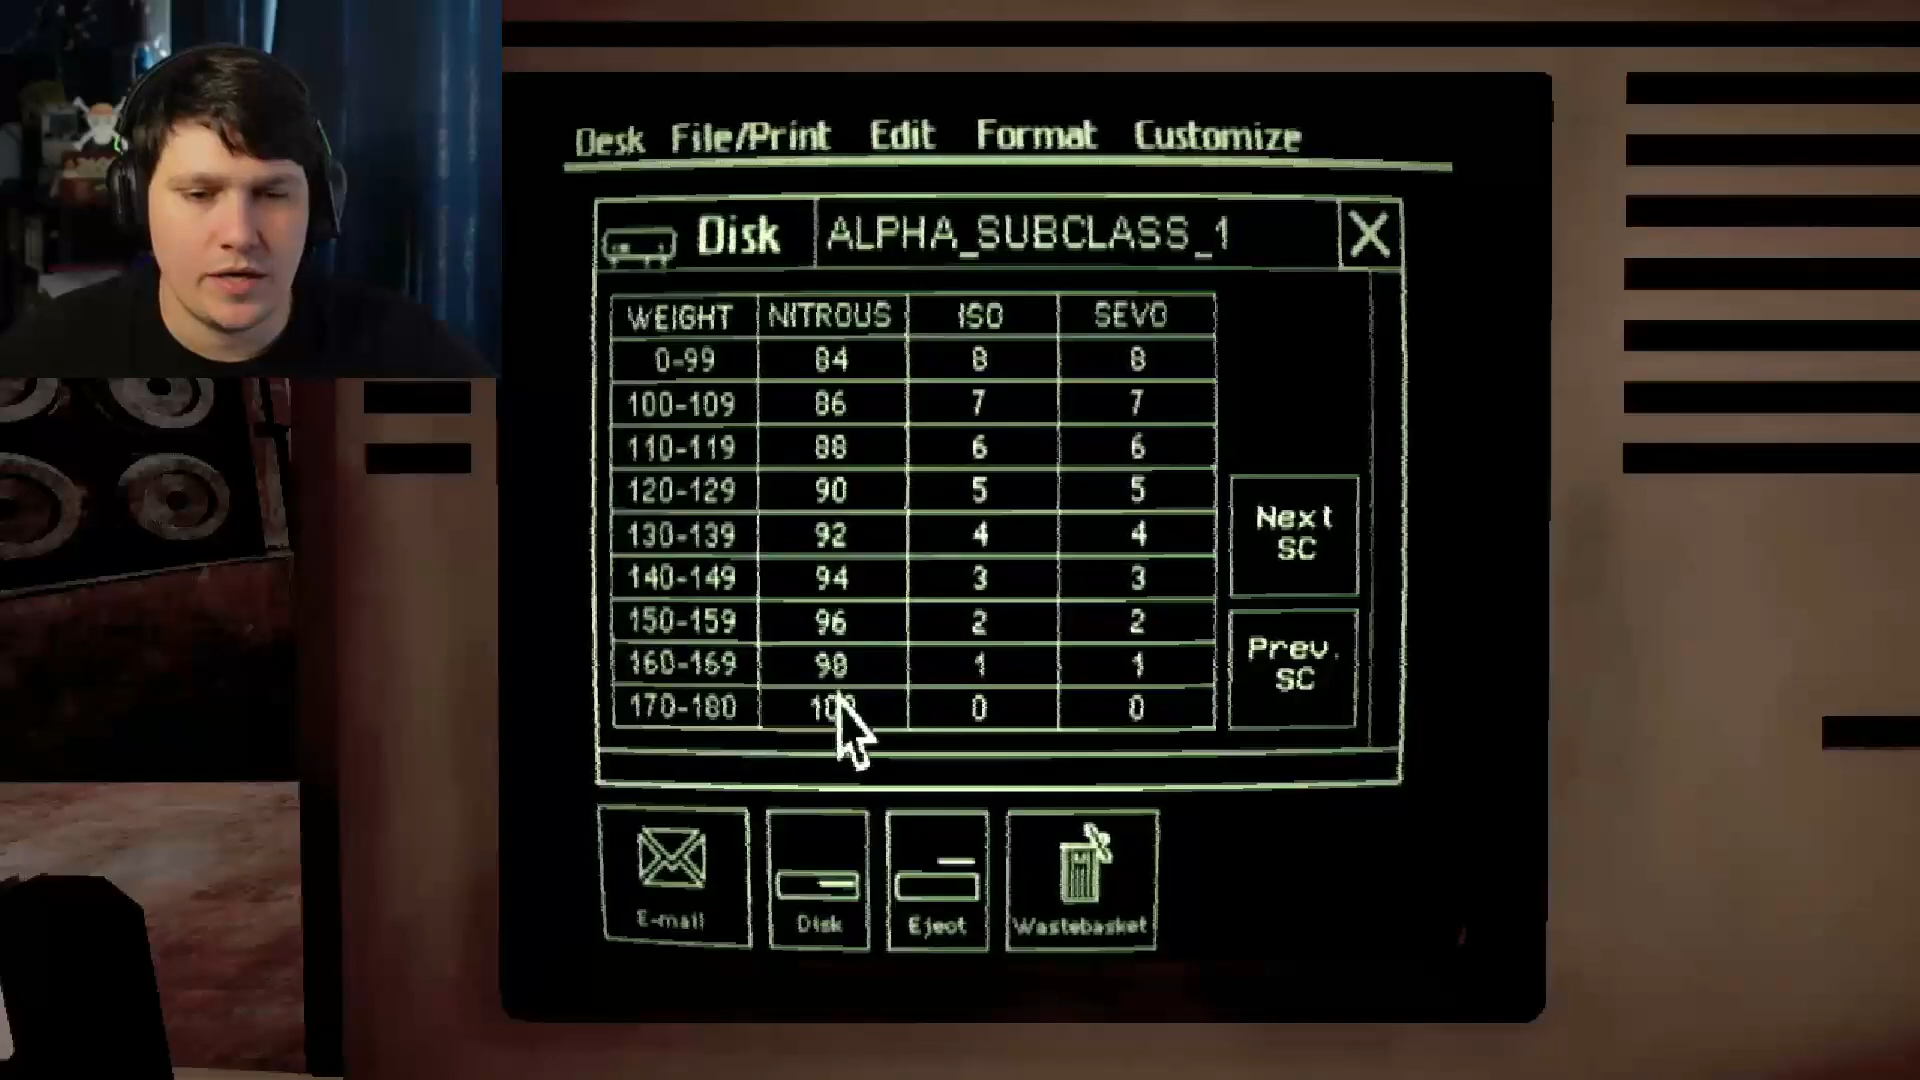 Desk File/Print Edit Format Customize
Disk ALPHA_SUBCLASS_1 X
WEIGHT NITROUS ISO SEVO
0-99 84 8 8
100-109 86 7 7
110-119 88 6 6
120-129 90 5 5
130-139 92 4 4
140-149 94 3 3
150-159 96 2 2
160-169 98 1 1
170-180 0 0
Next
SC
Prev.
SC
E-mail Disk Eject Wastebasket